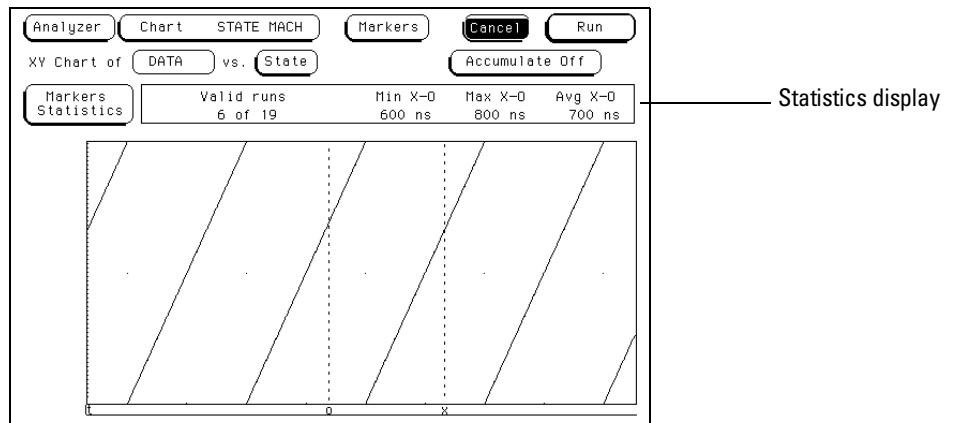 Analyzer Chart STATE MACH Markers Cancel Run
XY Chart of DATA vs. State Accumulate Off
Markers Statistics
Valid runs Min X-O Max X-O Avg X-O
6 of 19 600 ns 800 ns 700 ns
Statistics display
t O X